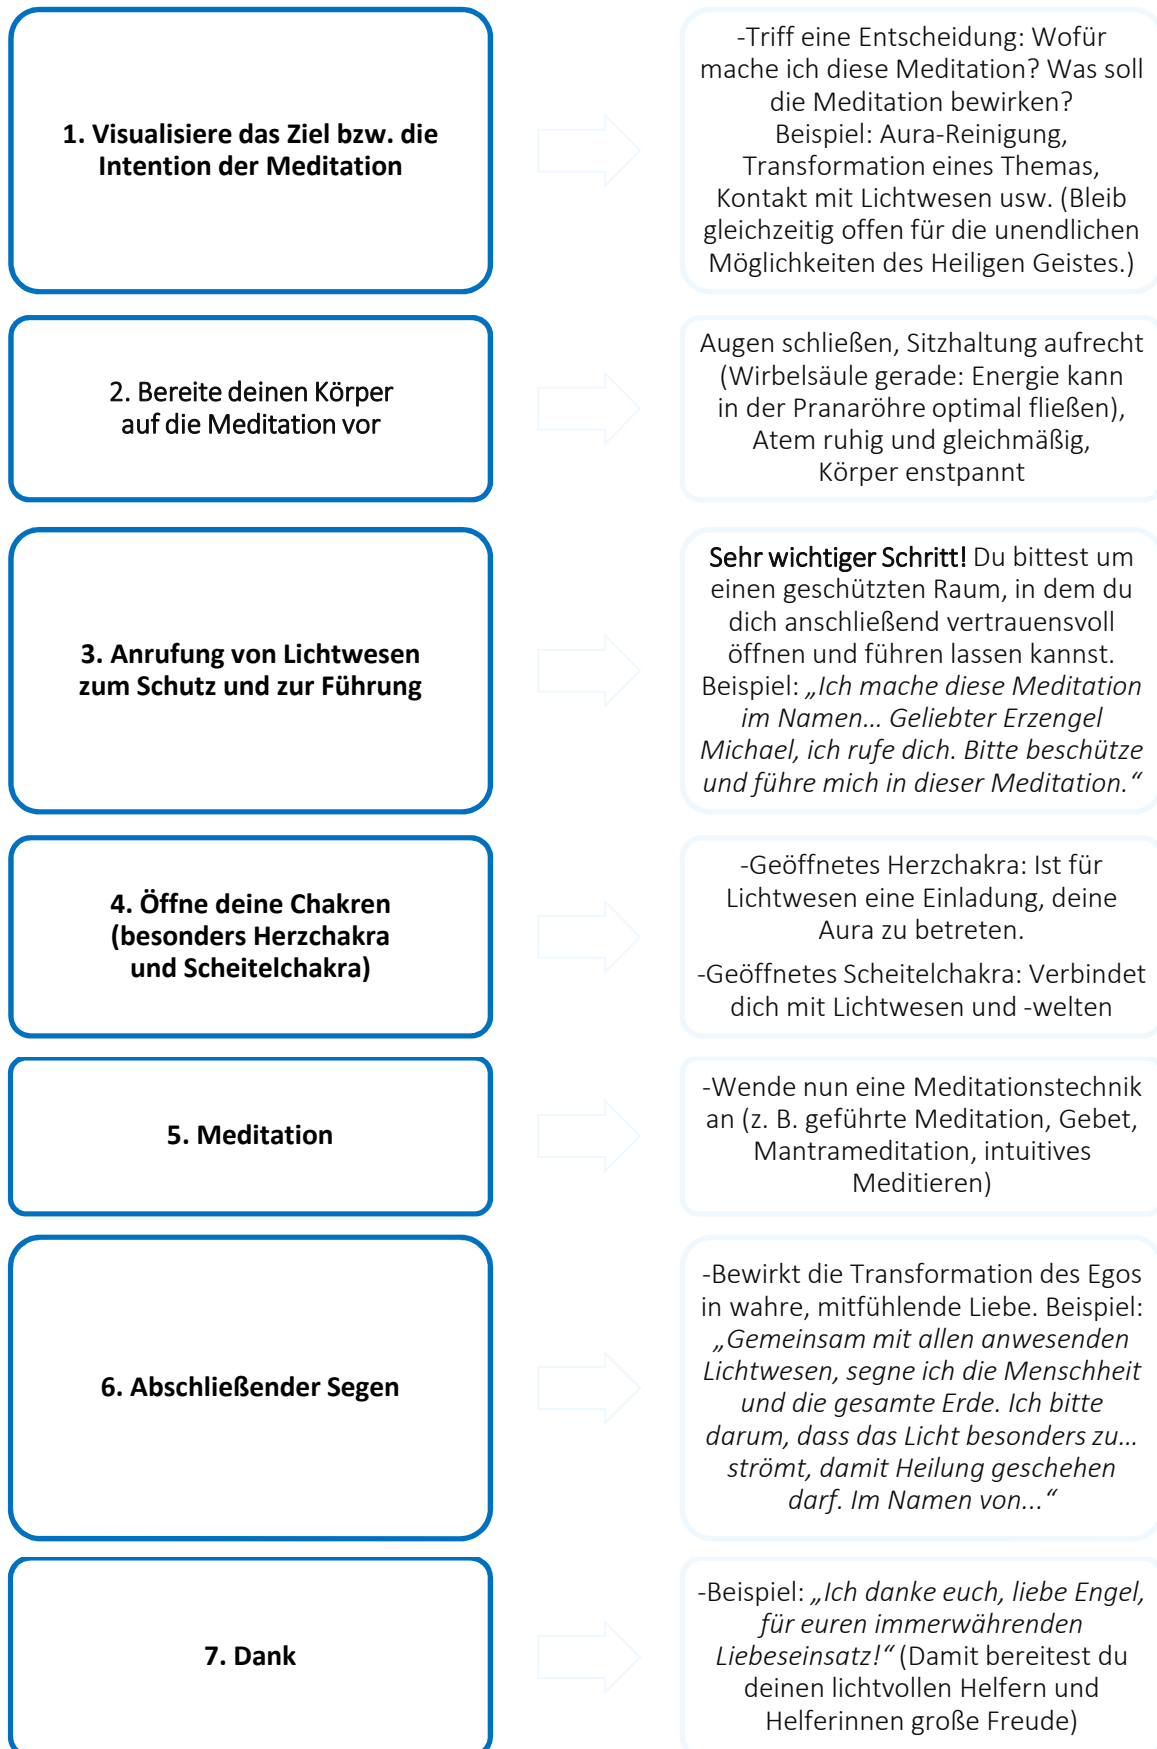 1. Visualisiere das Ziel bzw. die
Intention der Meditation
-Triff eine Entscheidung: Wofür
mache ich diese Meditation? Was soll
die Meditation bewirken?
Beispiel: Aura-Reinigung,
Transformation eines Themas,
Kontakt mit Lichtwesen usw. (Bleib
gleichzeitig offen für die unendlichen
Möglichkeiten des Heiligen Geistes.)
2. Bereite deinen Körper
auf die Meditation vor
Augen schließen, Sitzhaltung aufrecht
(Wirbelsäule gerade: Energie kann
in der Pranaröhre optimal fließen),
Atem ruhig und gleichmäßig,
Körper enstpannt
3. Anrufung von Lichtwesen
zum Schutz und zur Führung
Sehr wichtiger Schritt! Du bittest um
einen geschützten Raum, in dem du
dich anschließend vertrauensvoll
öffnen und führen lassen kannst.
Beispiel: „Ich mache diese Meditation
im Namen... Geliebter Erzengel
Michael, ich rufe dich. Bitte beschütze
und führe mich in dieser Meditation.“
4. Öffne deine Chakren
(besonders Herzchakra
und Scheitelchakra)
-Geöffnetes Herzchakra: Ist für
Lichtwesen eine Einladung, deine
Aura zu betreten.
-Geöffnetes Scheitelchakra: Verbindet
dich mit Lichtwesen und -welten
5. Meditation
-Wende nun eine Meditationstechnik
an (z. B. geführte Meditation, Gebet,
Mantrameditation, intuitives
Meditieren)
6. Abschließender Segen
-Bewirkt die Transformation des Egos
in wahre, mitfühlende Liebe. Beispiel:
„Gemeinsam mit allen anwesenden
Lichtwesen, segne ich die Menschheit
und die gesamte Erde. Ich bitte
darum, dass das Licht besonders zu...
strömt, damit Heilung geschehen
darf. Im Namen von...“
7. Dank
-Beispiel: „Ich danke euch, liebe Engel,
für euren immerwährenden
Liebeseinsatz!“ (Damit bereitest du
deinen lichtvollen Helfern und
Helferinnen große Freude)